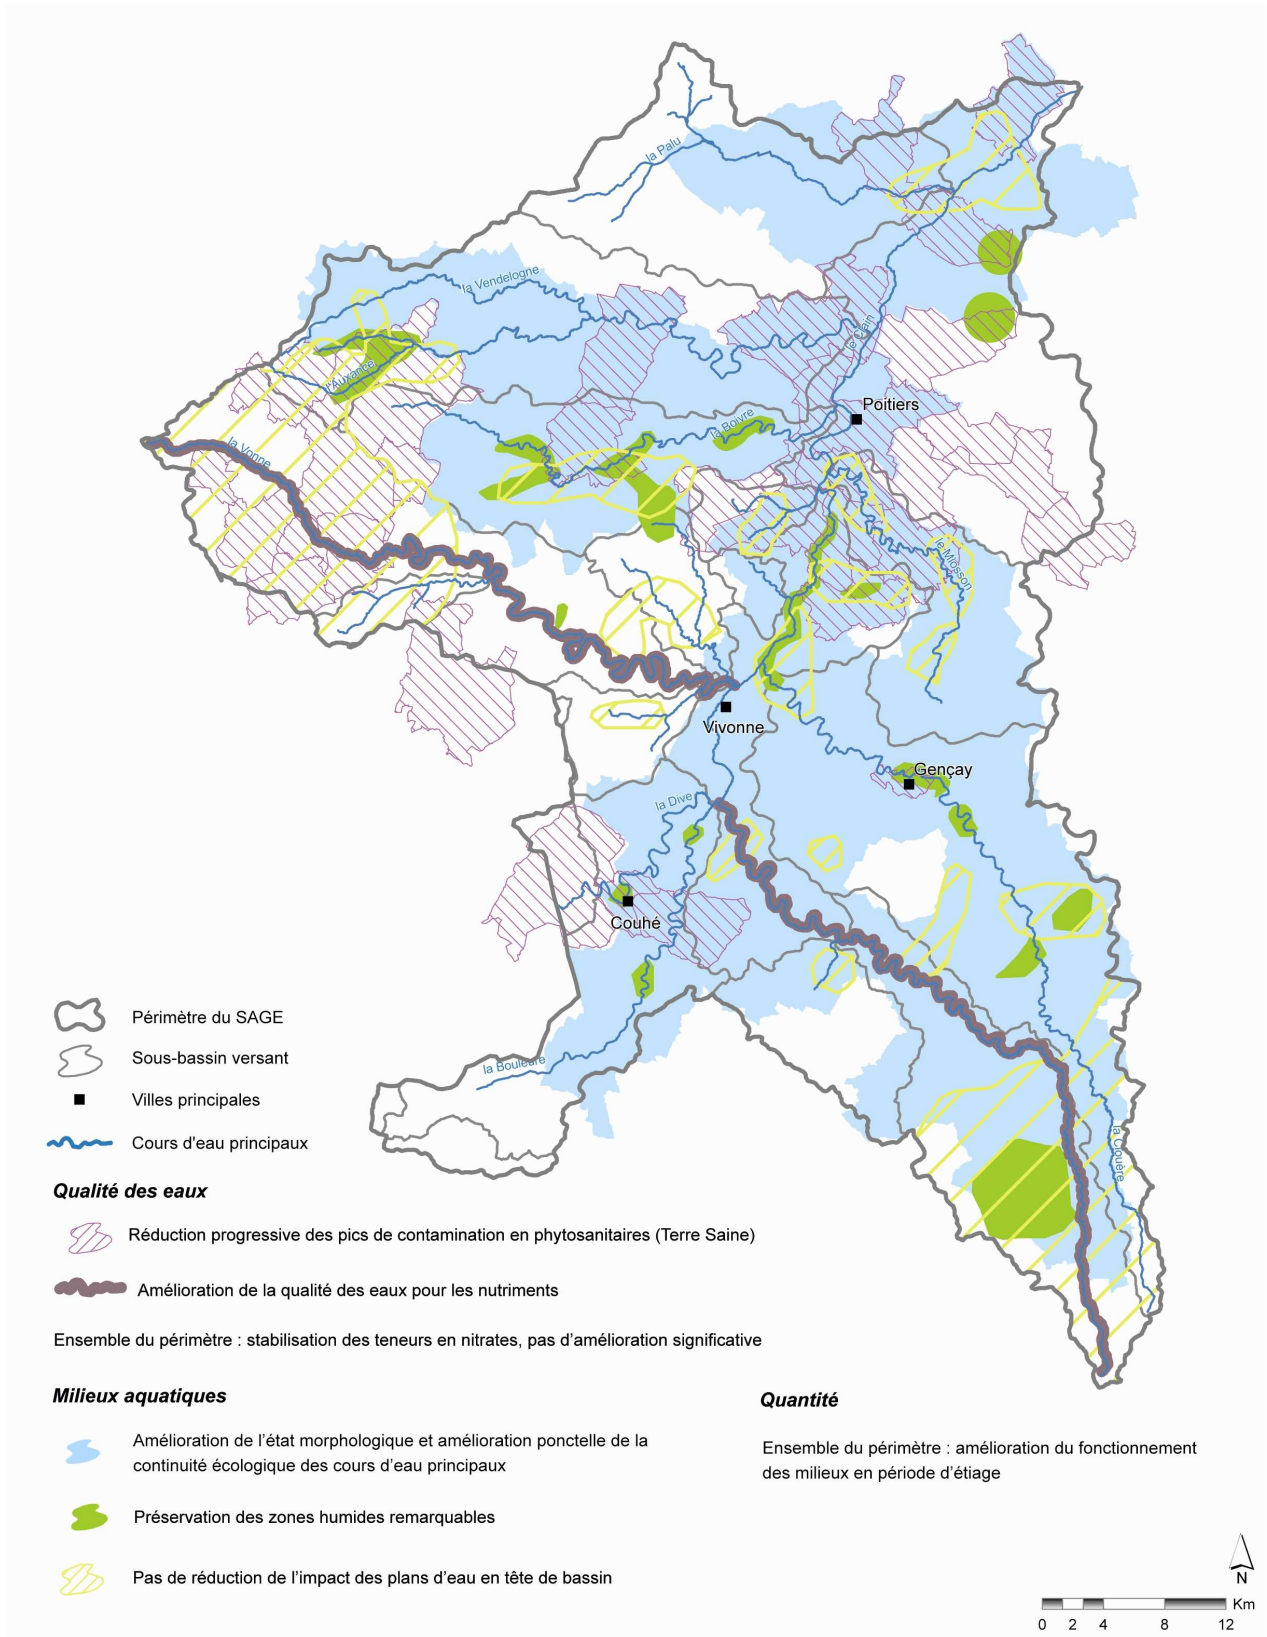 la Palu
la Vendelogne
le Clain
l'Auxance
Poitiers
la Boivre
la Vonne
le Miosson
Vivonne
Gençay
la Dive
Couhé
la Bouleure
la Clouère
Périmètre du SAGE
Sous-bassin versant
Villes principales
Cours d'eau principaux
Qualité des eaux
Réduction progressive des pics de contamination en phytosanitaires (Terre Saine)
Amélioration de la qualité des eaux pour les nutriments
Ensemble du périmètre : stabilisation des teneurs en nitrates, pas d'amélioration significative
Milieux aquatiques
Amélioration de l'état morphologique et amélioration ponctelle de la
continuité écologique des cours d'eau principaux
Préservation des zones humides remarquables
Pas de réduction de l'impact des plans d'eau en tête de bassin
Quantité
Ensemble du périmètre : amélioration du fonctionnement
des milieux en période d'étiage
N
Km
0 2 4 8 12